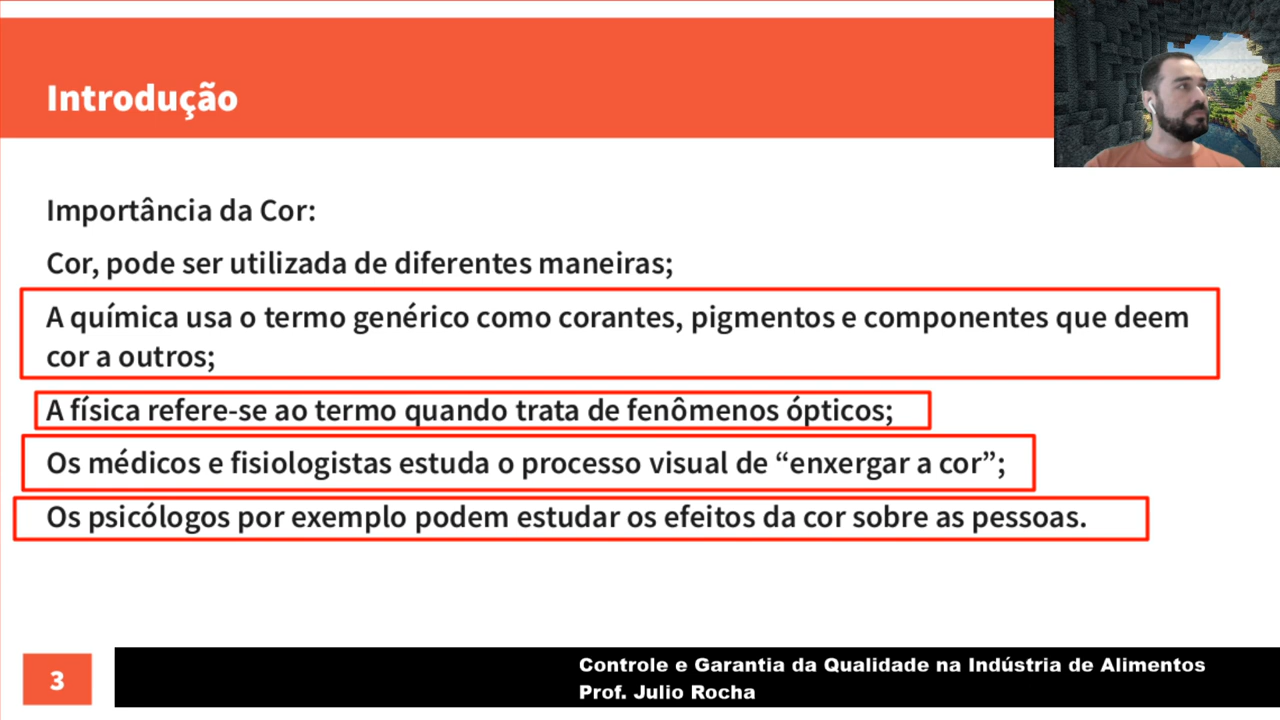 Introdução
Importância da Cor:
Cor, pode ser utilizada de diferentes maneiras;
A química usa o termo genérico como corantes, pigmentos e componentes que deem
cor a outros;
A física refere-se ao termo quando trata de fenômenos ópticos;
Os médicos e fisiologistas estuda o processo visual de “enxergar a cor”;
Os psicólogos por exemplo podem estudar os efeitos da cor sobre as pessoas.
3
Controle e Garantia da Qualidade na Indústria de Alimentos
Prof. Julio Rocha